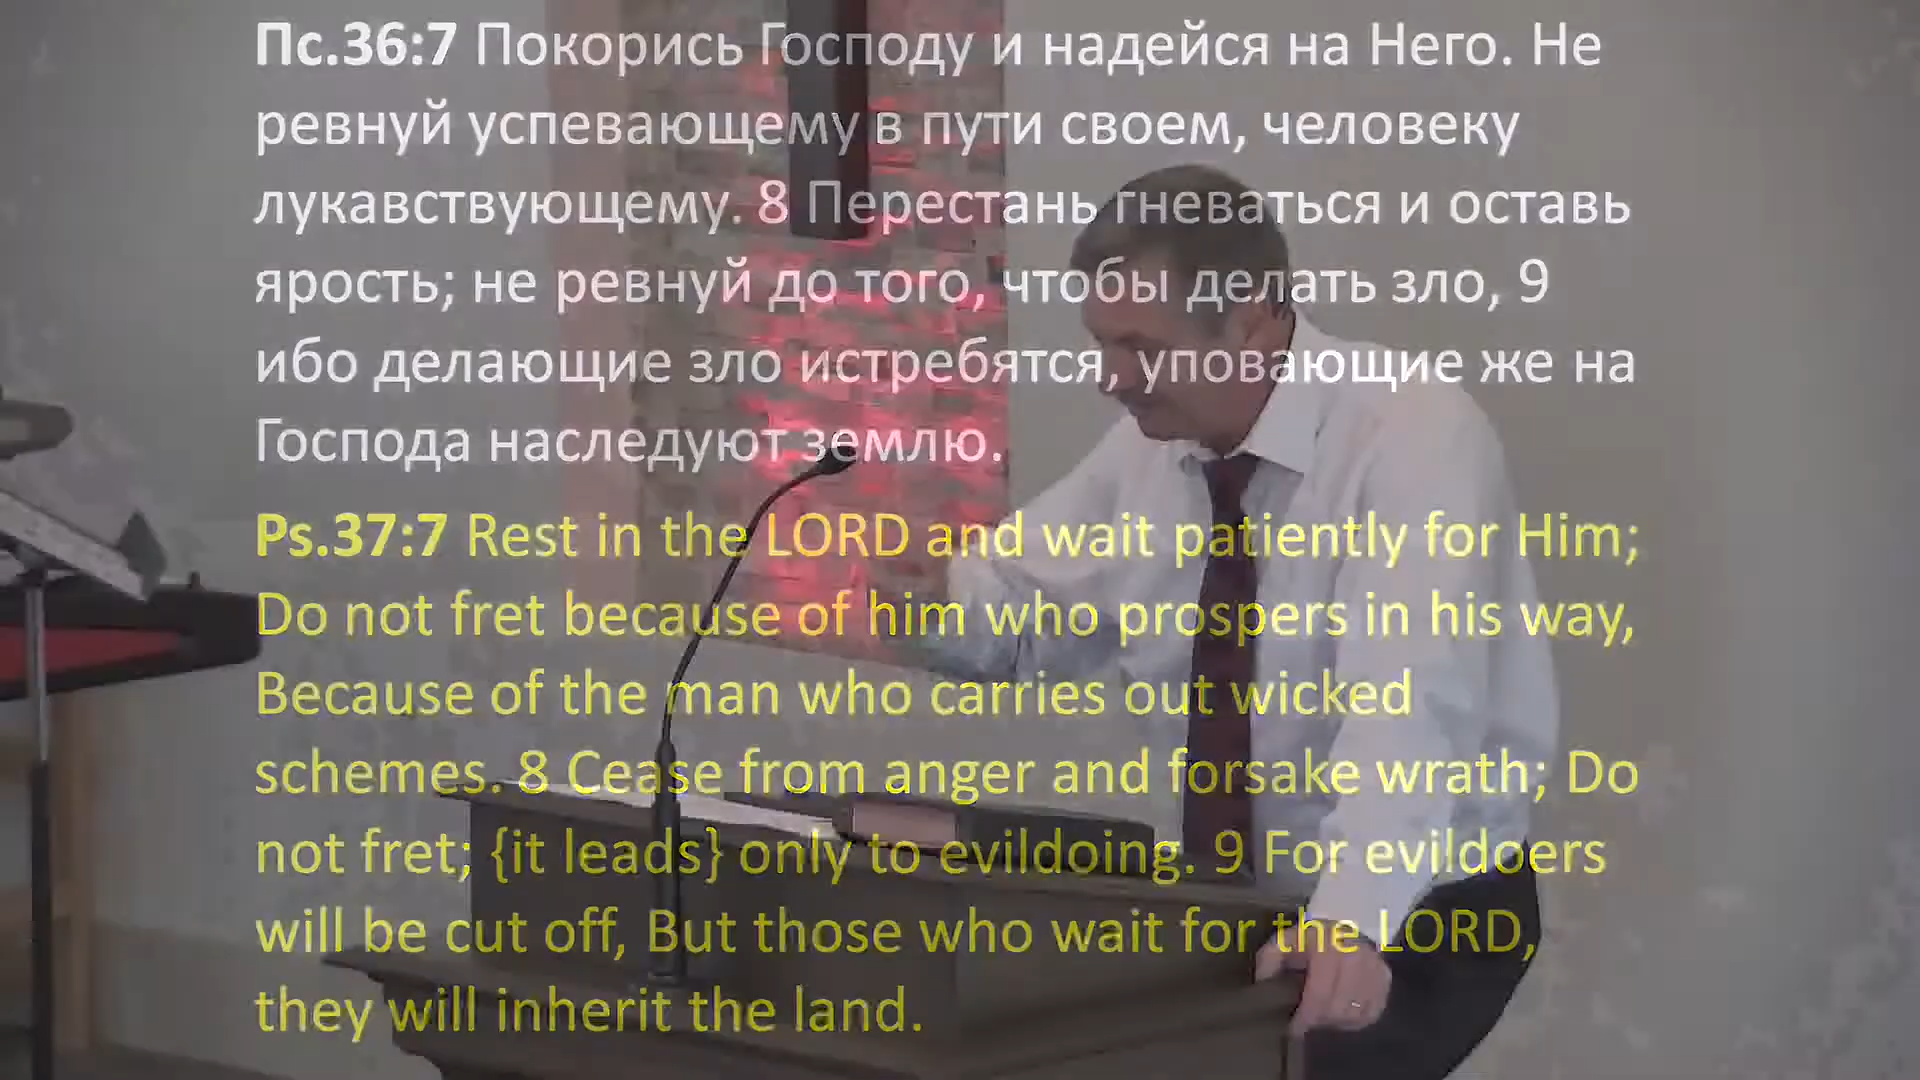 Пс.36:7 Покорись Господу и надейся на Него. Не
ревнуй успевающему в пути своем, человеку
лукавствующему. 8 Перестань гневаться и оставь
ярость; не ревнуй до того, чтобы делать зло, 9
ибо делающие зло истребятся, уповающие же на
Господа наследуют землю.
Ps.37:7 Rest in the LORD and wait patiently for Him;
Do not fret because of him who prospers in his way,
Because of the man who carries out wicked
schemes. 8 Cease from anger and forsake wrath; Do
not fret; {it leads} only to evildoing. 9 For evildoers
will be cut off, But those who wait for the LORD,
they will inherit the land.